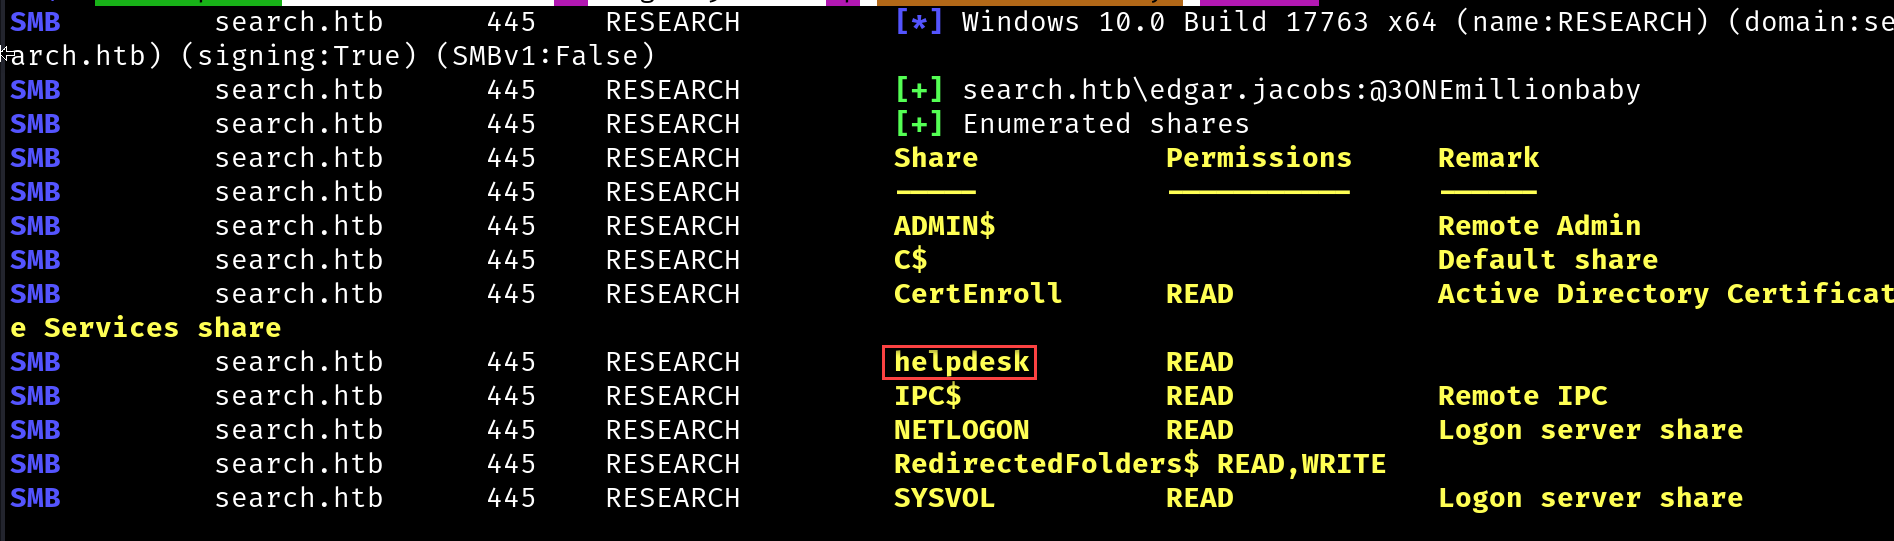 SMB search.htb 445 [*] Windows 10.0 Build 17763 x64 (name:RESEARCH) (domain:se
arch.htb) (signing:True) (SMBv1:False)
SMB search.htb 445 RESEARCH [+] search.htb\edgar.jacobs:@3ONEmillionbaby
SMB search.htb 445 RESEARCH [+] Enumerated shares
SMB search.htb 445 RESEARCH Share Permissions Remark
SMB search.htb 445 RESEARCH ----- ----------- ------
SMB search.htb 445 RESEARCH ADMIN$ Remote Admin
SMB search.htb 445 RESEARCH C$ Default share
SMB search.htb 445 RESEARCH CertEnroll READ Active Directory Certificat
e Services share
SMB search.htb 445 RESEARCH helpdesk READ
SMB search.htb 445 RESEARCH IPC$ READ Remote IPC
SMB search.htb 445 RESEARCH NETLOGON READ Logon server share
SMB search.htb 445 RESEARCH RedirectedFolders$ READ,WRITE
SMB search.htb 445 RESEARCH SYSVOL READ Logon server share